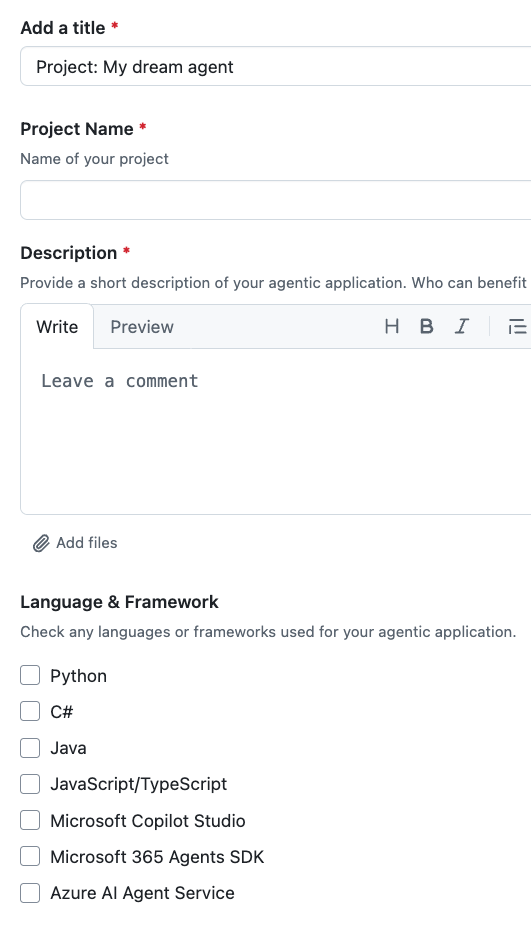 Add a title *
Project: My dream agent
Project Name *
Name of your project
Description *
Provide a short description of your agentic application. Who can benefit
Write Preview H B I
Leave a comment
Add files
Language & Framework
Check any languages or frameworks used for your agentic application.
Python
C#
Java
JavaScript/TypeScript
Microsoft Copilot Studio
Microsoft 365 Agents SDK
Azure AI Agent Service